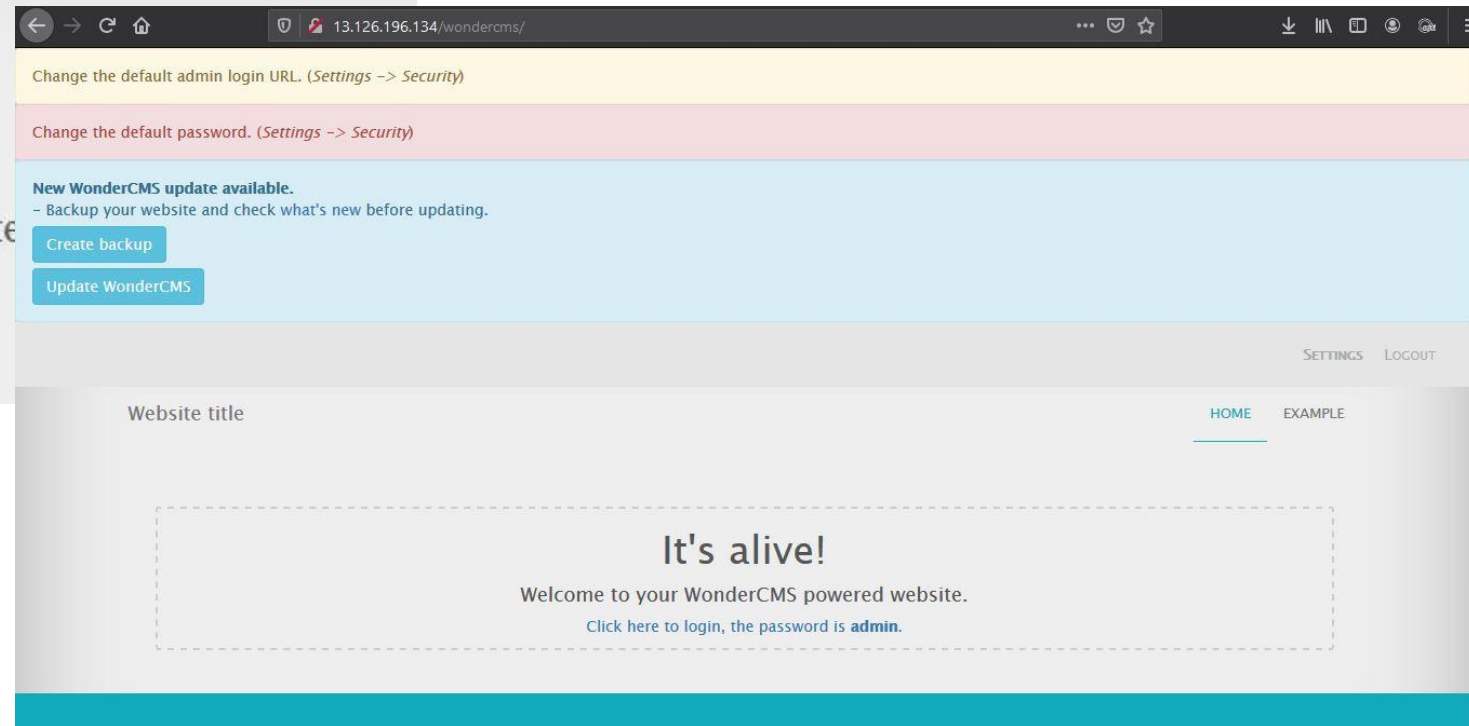 13.126.196.134/wondercms/
Change the default admin login URL. (Settings -> Security)
Change the default password. (Settings -> Security)
New WonderCMS update available.
- Backup your website and check what's new before updating.
Create backup
Update WonderCMS
SETTINGS LOGOUT
Website title HOME EXAMPLE
It's alive!
Welcome to your WonderCMS powered website.
Click here to login, the password is admin.